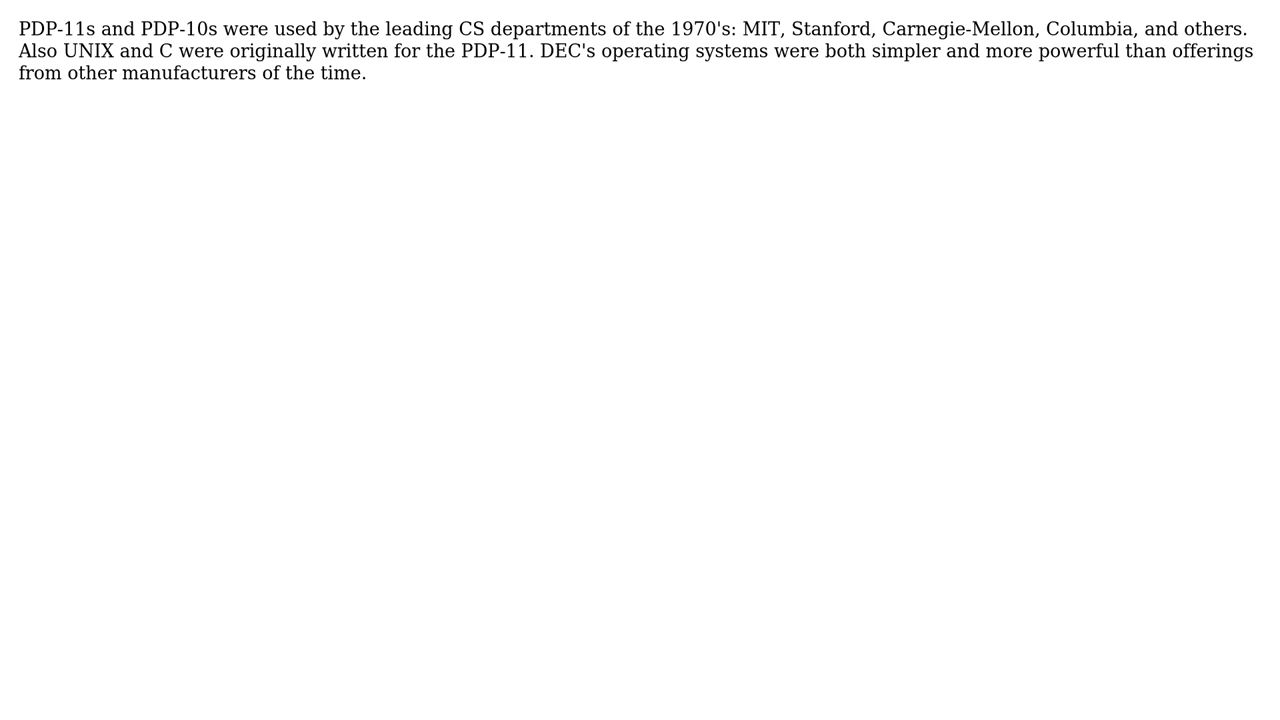 PDP-11s and PDP-10s were used by the leading CS departments of the 1970's: MIT, Stanford, Carnegie-Mellon, Columbia, and others.
Also UNIX and C were originally written for the PDP-11. DEC's operating systems were both simpler and more powerful than offerings
from other manufacturers of the time.